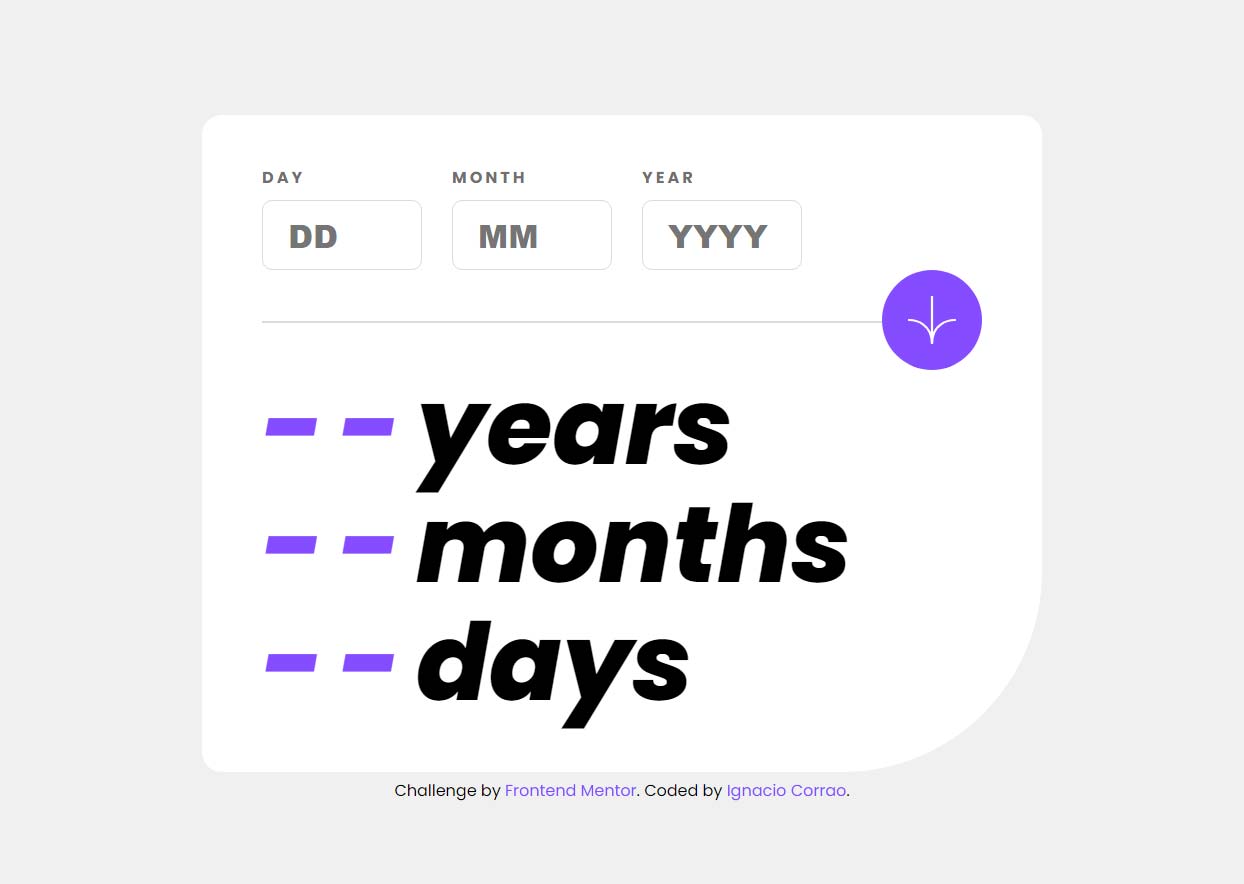 DAY MONTH YEAR
DD MM YYYY
- - years
- - months
- - days
Challenge by Frontend Mentor. Coded by Ignacio Corrao.